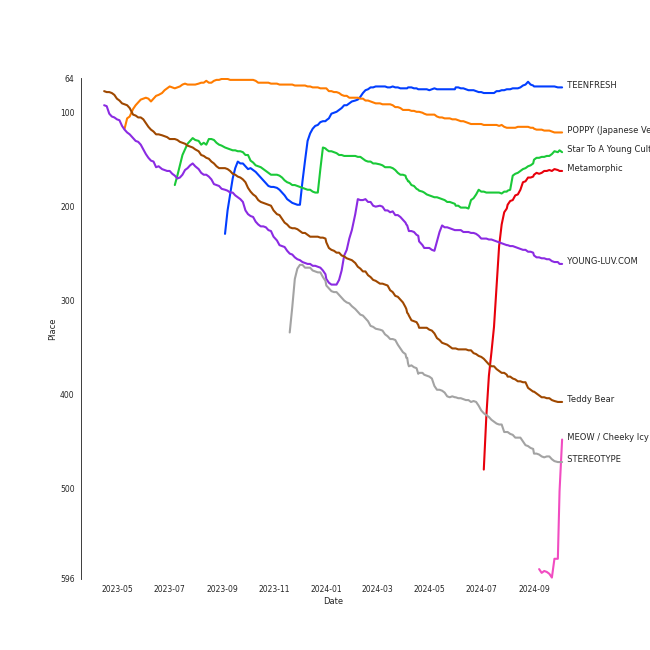 64
100
200
300
400
500
596
Place
2023-05
2023-07
2023-09
2023-11
2024-01
2024-03
2024-05
2024-07
2024-09
Date
TEENFRESH
POPPY (Japanese Ve
Star To A Young Cult
Metamorphic
YOUNG-LUV.COM
Teddy Bear
MEOW / Cheeky Icy
STEREOTYPE